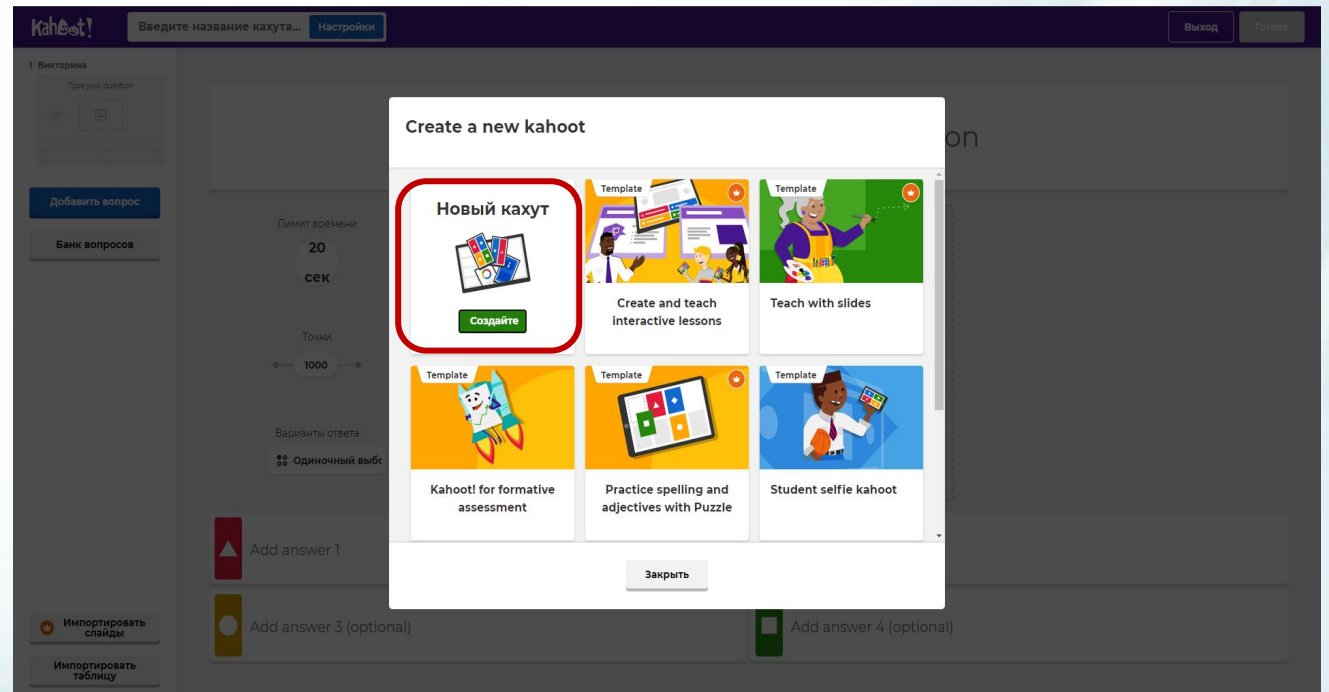 Kahoot!
Введите название кахута...
Настройки
Выход
Готово
1 Викторина
Type your question
20
Добавить вопрос
Банк вопросов
Импортировать
слайды
Импортировать
таблицу
on
Лимит времени
20
сек
Точки
1000
Варианты ответа
Одиночный выбо
Add answer 1
Add answer 3 (optional)
Add answer 4 (optional)
Create a new kahoot
Новый кахут
Создайте
Template
Create and teach
interactive lessons
Template
Teach with slides
Template
Kahoot! for formative
assessment
Template
Practice spelling and
adjectives with Puzzle
Template
Student selfie kahoot
Закрыть